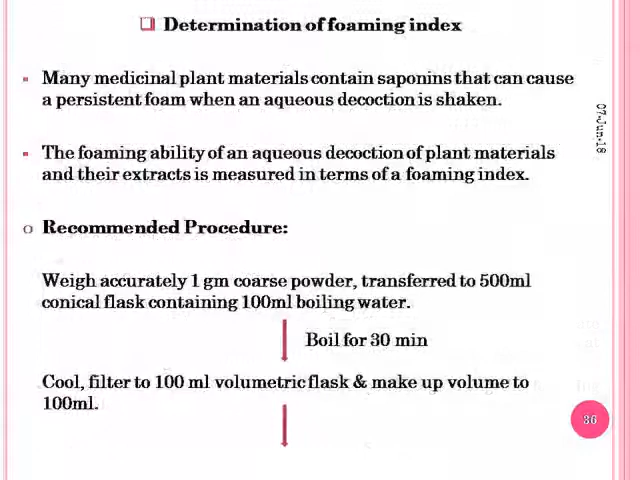 ❑ Determination of foaming index
▪ Many medicinal plant materials contain saponins that can cause
a persistent foam when an aqueous decoction is shaken.
▪ The foaming ability of an aqueous decoction of plant materials
and their extracts is measured in terms of a foaming index.
o Recommended Procedure:
Weigh accurately 1 gm coarse powder, transferred to 500ml
conical flask containing 100ml boiling water.
Boil for 30 min
Cool, filter to 100 ml volumetric flask & make up volume to
100ml.
07-Jun-18
36